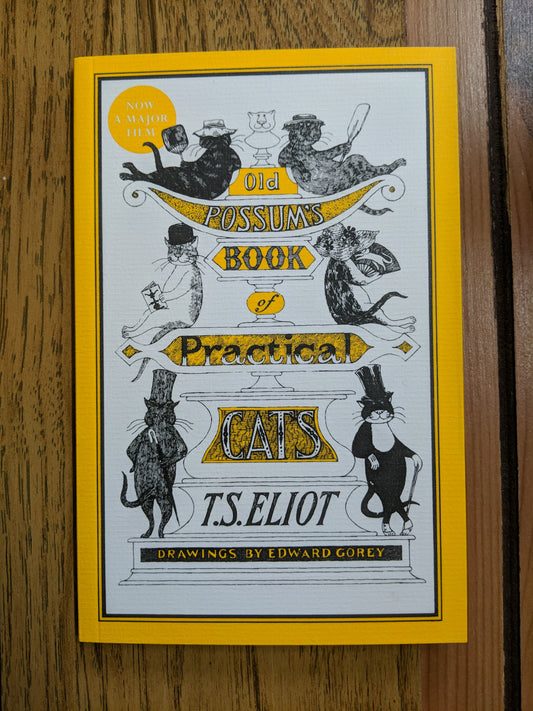 NOW
A MAJOR
FILM
Old
POSSUM'S
BOOK
of
Practical
CATS
T.S. ELIOT
DRAWINGS BY EDWARD GOREY